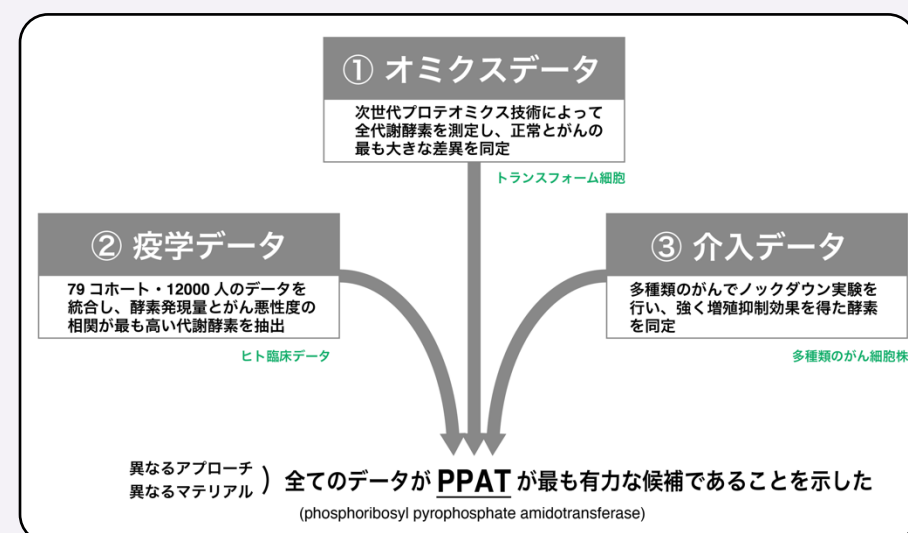 ① オミクスデータ
次世代プロテオミクス技術によって
全代謝酵素を測定し、正常とがんの
最も大きな差異を同定
トランスフォーム細胞
② 疫学データ
79 コホート・12000 人のデータを
統合し、酵素発現量とがん悪性度の
相関が最も高い代謝酵素を抽出
ヒト臨床データ
③ 介入データ
多種類のがんでノックダウン実験を
行い、強く増殖抑制効果を得た酵素
を同定
多種類のがん細胞株
異なるアプローチ
異なるマテリアル
) 全てのデータが PPAT が最も有力な候補であることを示した
(phosphoribosyl pyrophosphate amidotransferase)